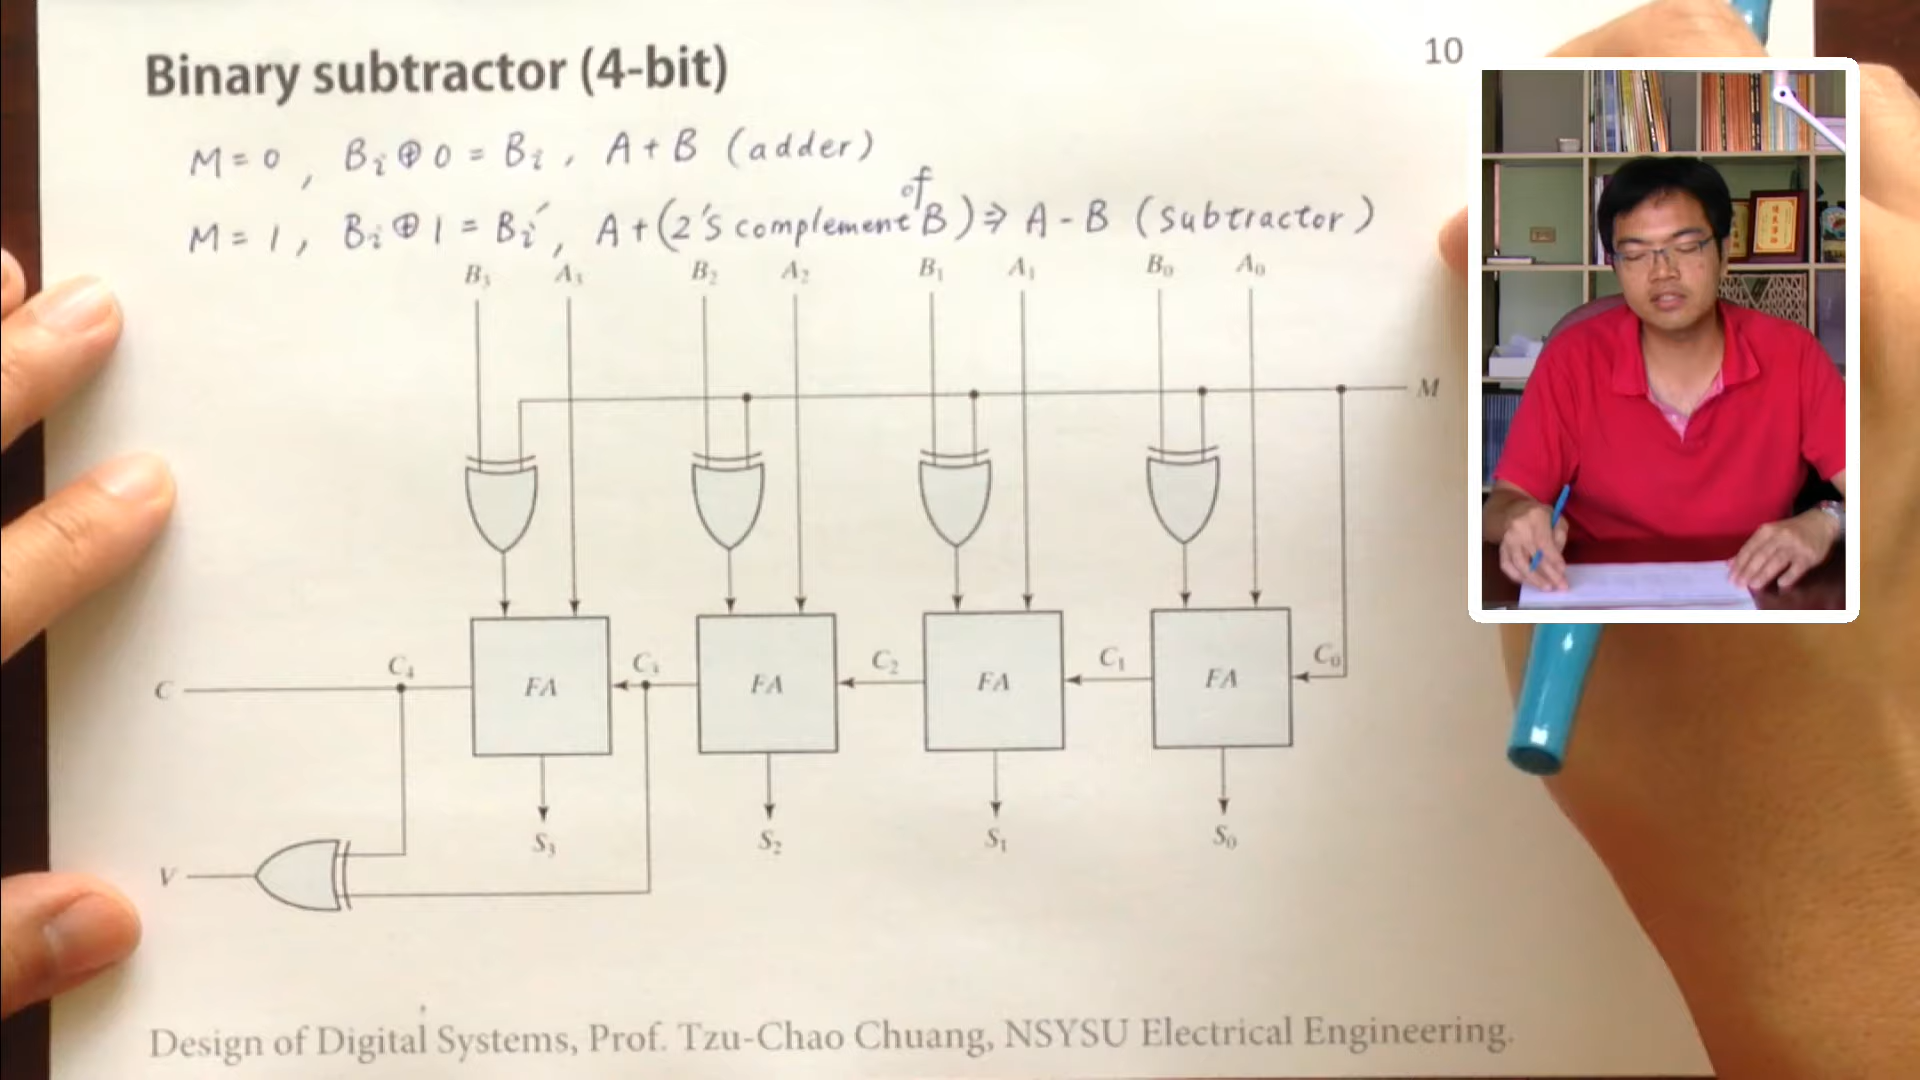 Binary subtractor (4-bit)
10
M = 0 , Bi ⊕ 0 = Bi , A + B (adder)
M = 1 , Bi ⊕ 1 = Bi′ , A + (2's complement of B) ⇒ A - B (subtractor)
B3 A3 B2 A2 B1 A1 B0 A0
M
C C4 FA C3 FA C2 FA C1 FA C0
S3 S2 S1 S0
V
Design of Digital Systems, Prof. Tzu-Chao Chuang, NSYSU Electrical Engineering.